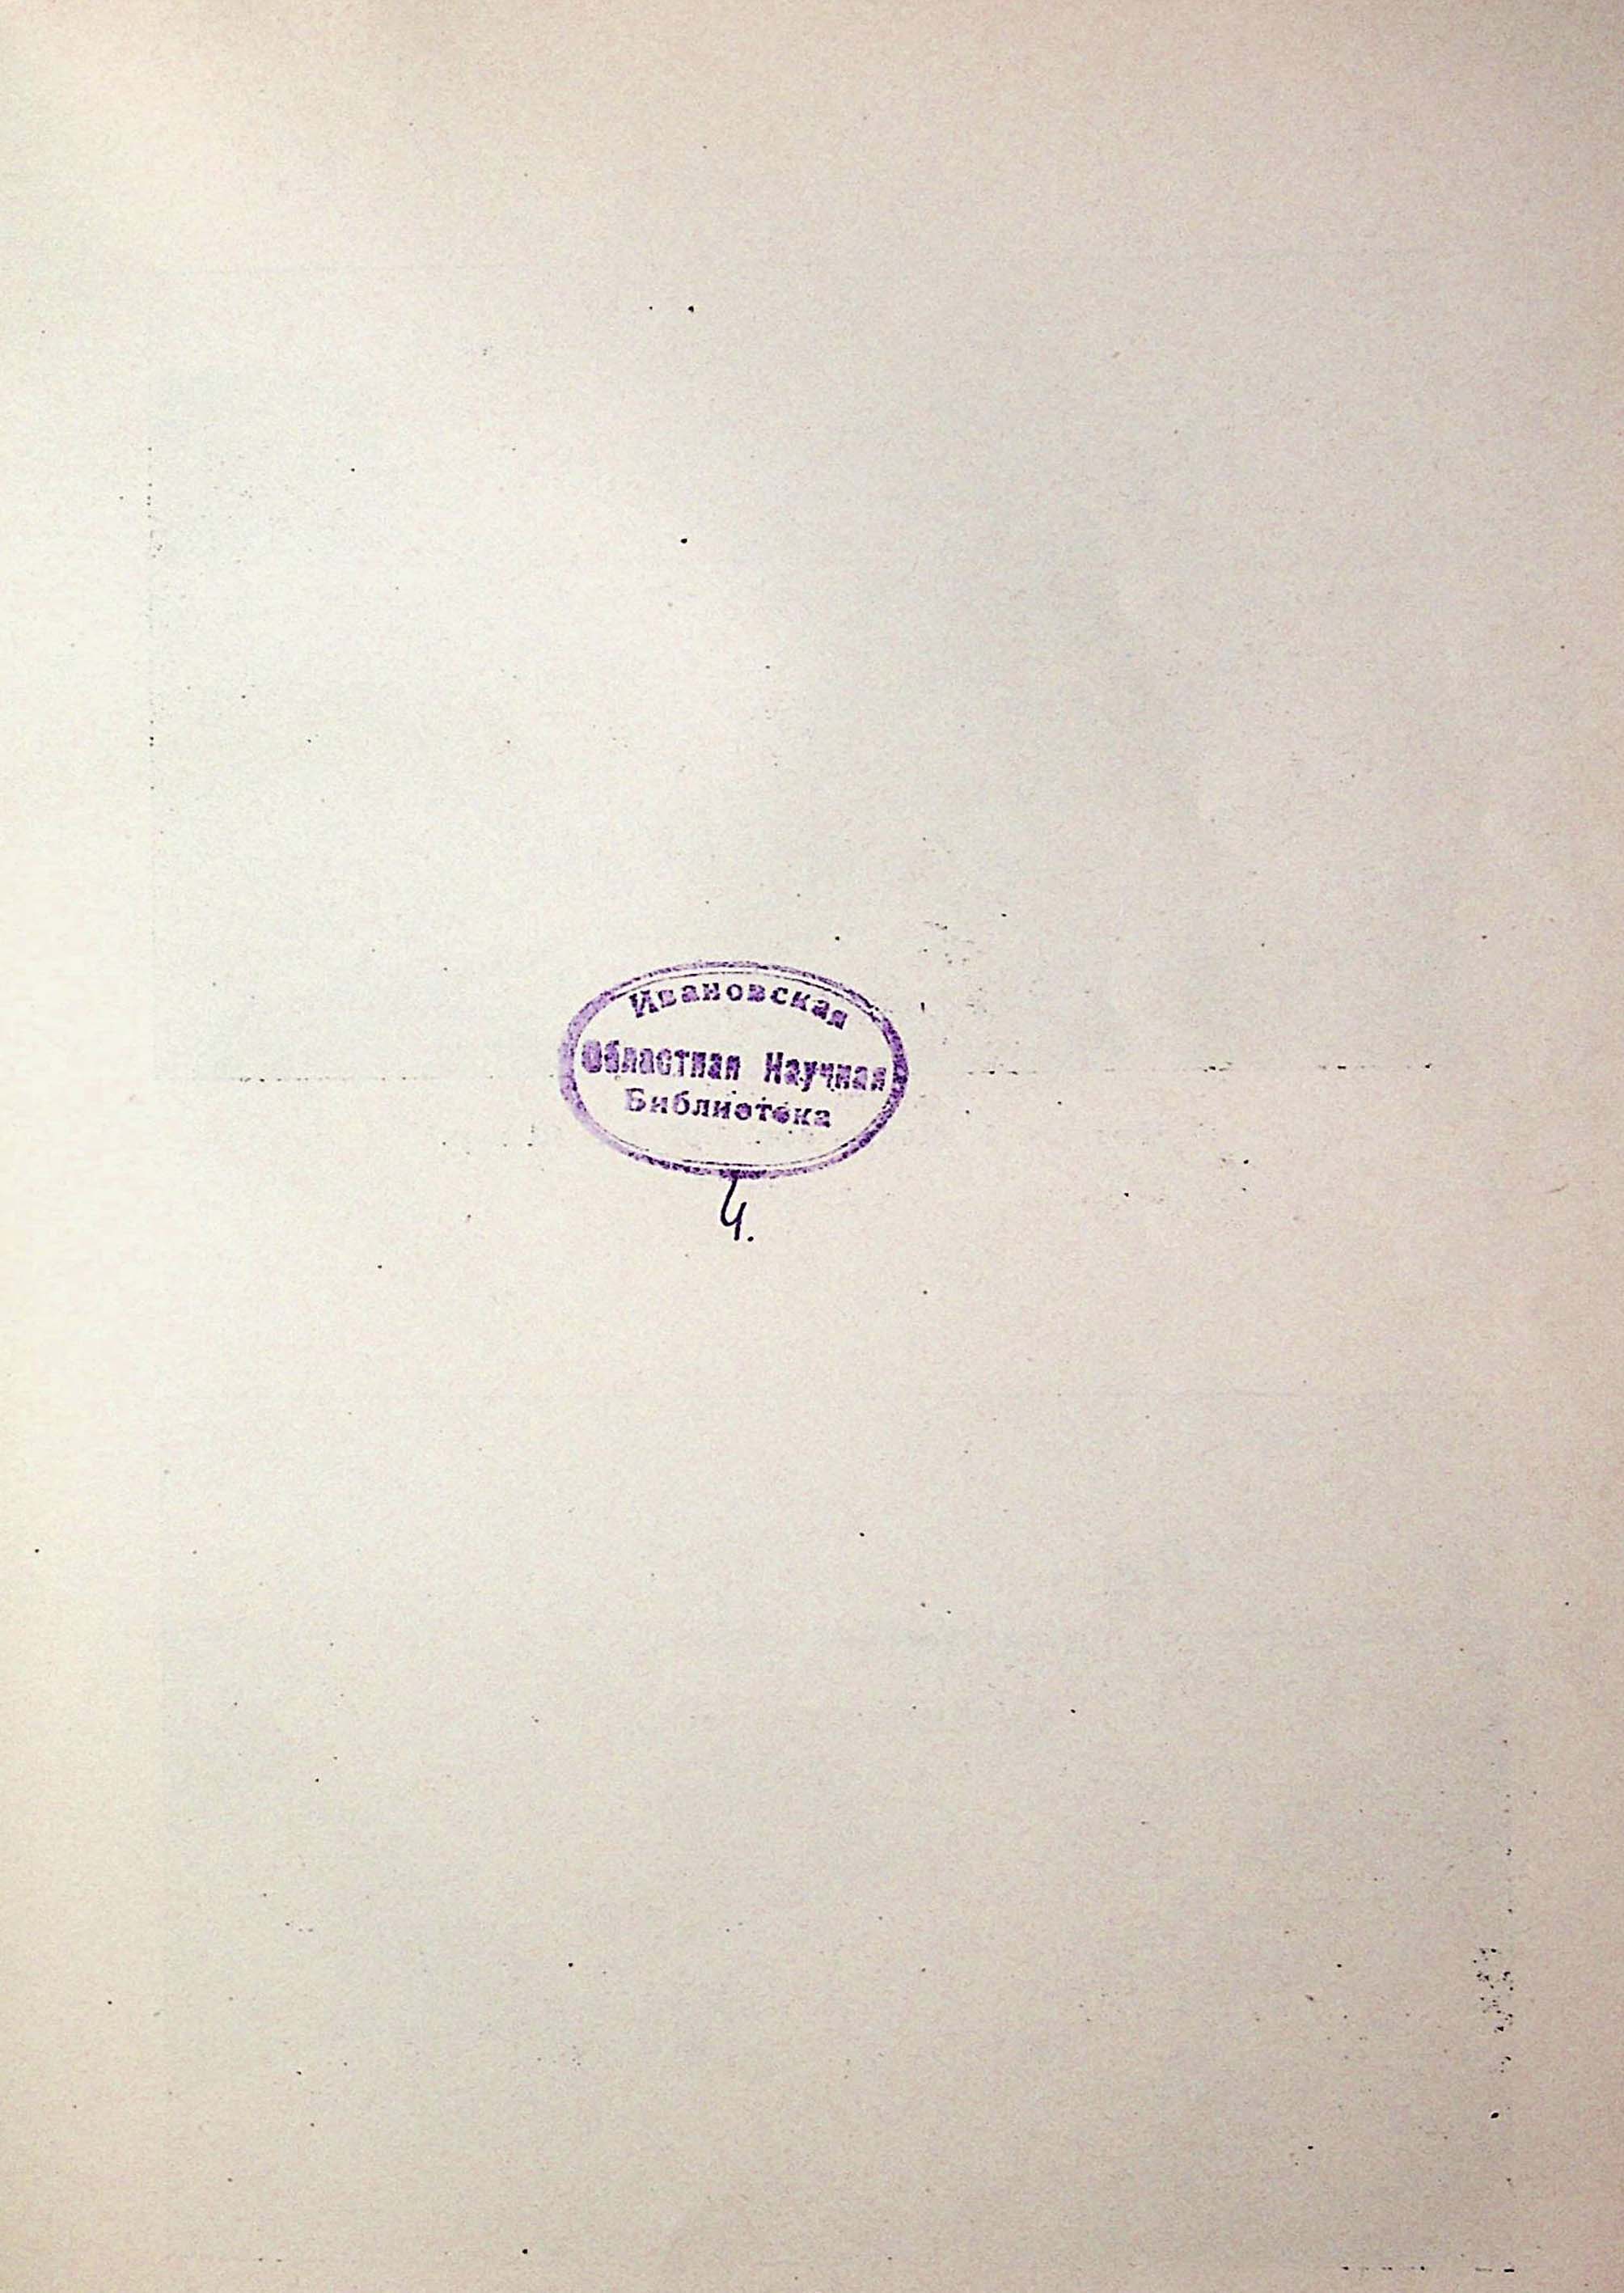 Ивановская
Областная Научная
Библиотека
4.